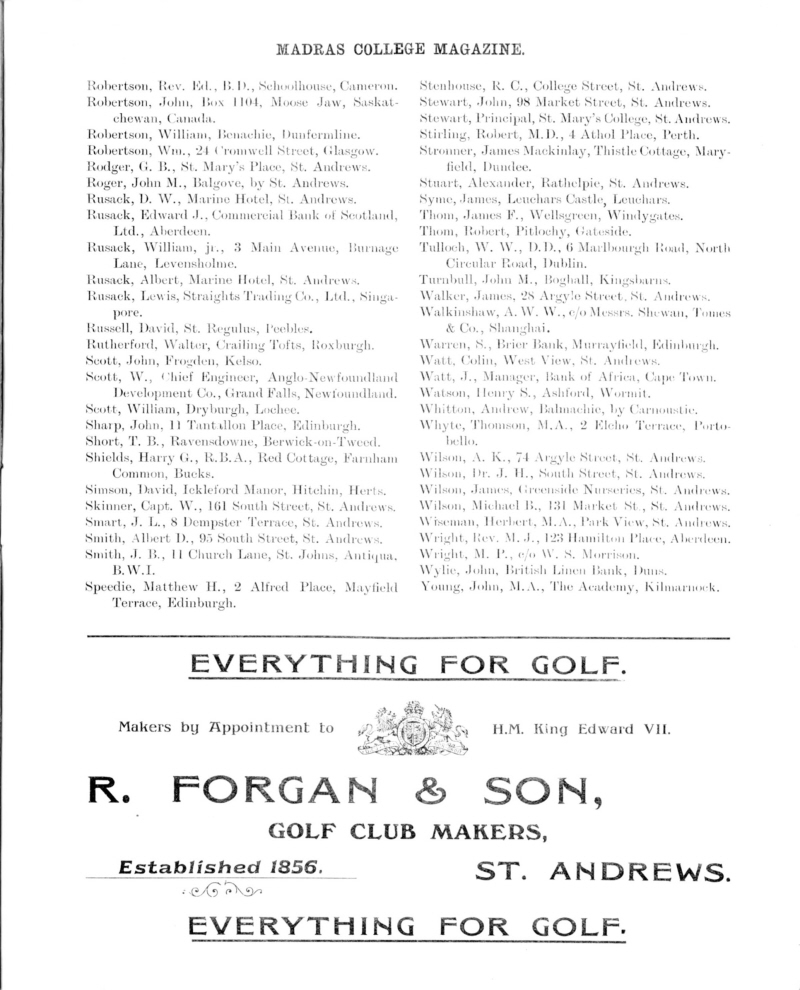 MADRAS COLLEGE MAGAZINE.
Robertson, Rev. Ed., B.D., Schoolhouse, Cameron.
Robertson, John, Box 1104, Moose Jaw, Saskat-
chewan, Canada.
Robertson, William, Benachie, Dunfermline.
Robertson, Wm., 24 Cromwell Street, Glasgow.
Rodger, G. B., St. Mary's Place, St. Andrews.
Roger, John M., Balgove, by St. Andrews.
Rusack, D. W., Marine Hotel, St. Andrews.
Rusack, Edward J., Commercial Bank of Scotland,
Ltd., Aberdeen.
Rusack, William, jr., 3 Main Avenue, Burnage
Lane, Levensholme.
Rusack, Albert, Marine Hotel, St. Andrews.
Rusack, Lewis, Straights Trading Co., Ltd., Singa-
pore.
Russell, David, St. Regulus, Peebles.
Rutherford, Walter, Crailing Tofts, Roxburgh.
Scott, John, Frogden, Kelso.
Scott, W., Chief Engineer, Anglo-Newfoundland
Development Co., Grand Falls, Newfoundland.
Scott, William, Dryburgh, Lochee.
Sharp, John, 11 Tantallon Place, Edinburgh.
Short, T. B., Ravensdowne, Berwick-on-Tweed.
Shields, Harry G., R.B.A., Red Cottage, Farnham
Common, Bucks.
Simson, David, Ickleford Manor, Hitchin, Herts.
Skinner, Capt. W., 161 South Street, St. Andrews.
Smart, J. L., 8 Dempster Terrace, St. Andrews.
Smith, Albert D., 95 South Street, St. Andrews.
Smith, J. B., 11 Church Lane, St. Johns, Antiqua,
B.W.I.
Speedie, Matthew H., 2 Alfred Place, Mayfield
Terrace, Edinburgh.
Stenhouse, R. C., College Street, St. Andrews.
Stewart, John, 98 Market Street, St. Andrews.
Stewart, Principal, St. Mary's College, St. Andrews.
Stirling, Robert, M.D., 4 Athol Place, Perth.
Stronner, James Mackinlay, Thistle Cottage, Mary-
field, Dundee.
Stuart, Alexander, Rathelpie, St. Andrews.
Syme, James, Leuchars Castle, Leuchars.
Thom, James F., Wellsgreen, Windygates.
Thom, Robert, Pitlochy, Gateside.
Tulloch, W. W., D.D., 6 Marlbourgh Road, North
Circular Road, Dublin.
Turnbull, John M., Boghall, Kingsbarns.
Walker, James, 28 Argyle Street, St. Andrews.
Walkinshaw, A. W. W., c/o Messrs. Shewan, Tomes
& Co., Shanghai.
Warren, S., Brier Bank, Murrayfield, Edinburgh.
Watt, Colin, West View, St. Andrews.
Watt, J., Manager, Bank of Africa, Cape Town.
Watson, Henry S., Ashford, Wormit.
Whitton, Andrew, Balmachie, by Carnoustie.
Whyte, Thomson, M.A., 2 Elcho Terrace, Porto-
bello.
Wilson, A. K., 74 Argyle Street, St. Andrews.
Wilson, Dr. J. H., South Street, St. Andrews.
Wilson, James, Greenside Nurseries, St. Andrews.
Wilson, Michael B., 131 Market St., St. Andrews.
Wiseman, Herbert, M.A., Park View, St. Andrews.
Wright, Rev. M. J., 123 Hamilton Place, Aberdeen.
Wright, M. P., c/o W. S. Morrison.
Wylie, John, British Linen Bank, Duns.
Young, John, M.A., The Academy, Kilmarnock.
EVERYTHING FOR GOLF.
Makers by Appointment to H.M. King Edward VII.
R. FORGAN & SON,
GOLF CLUB MAKERS,
Established 1856. ST. ANDREWS.
EVERYTHING FOR GOLF.